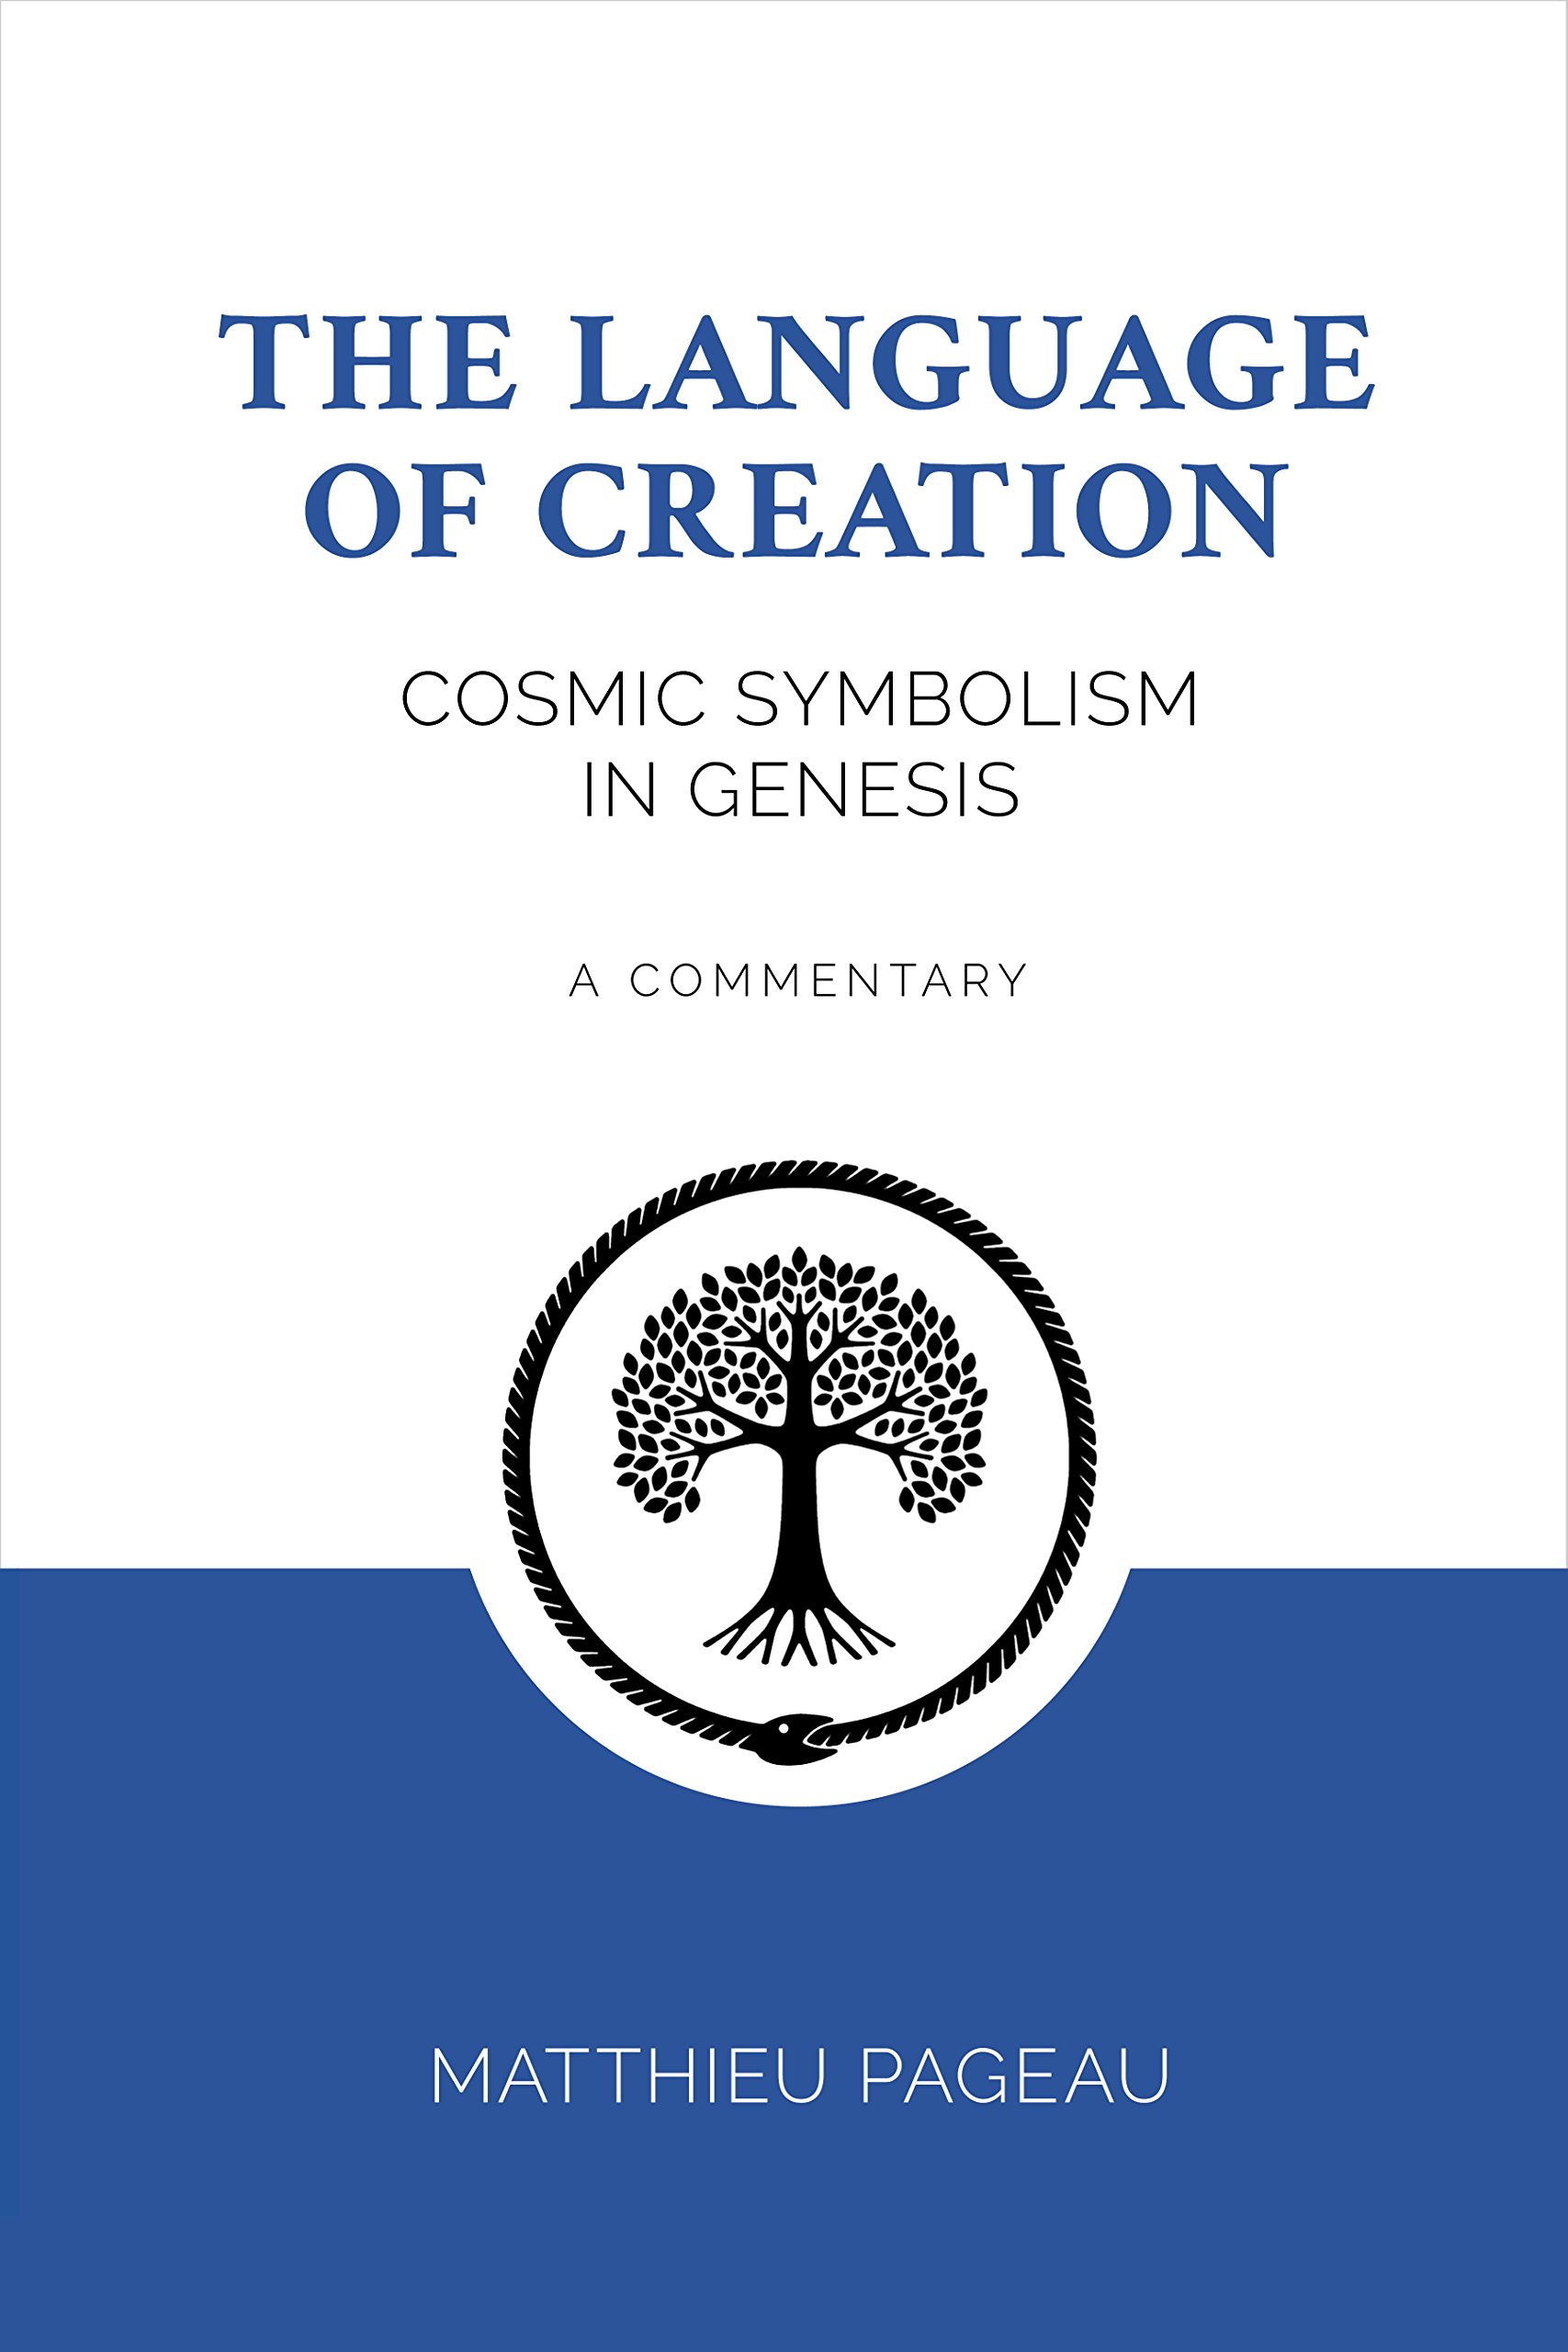 THE LANGUAGE
OF CREATION
COSMIC SYMBOLISM
IN GENESIS
A COMMENTARY
MATTHIEU PAGEAU